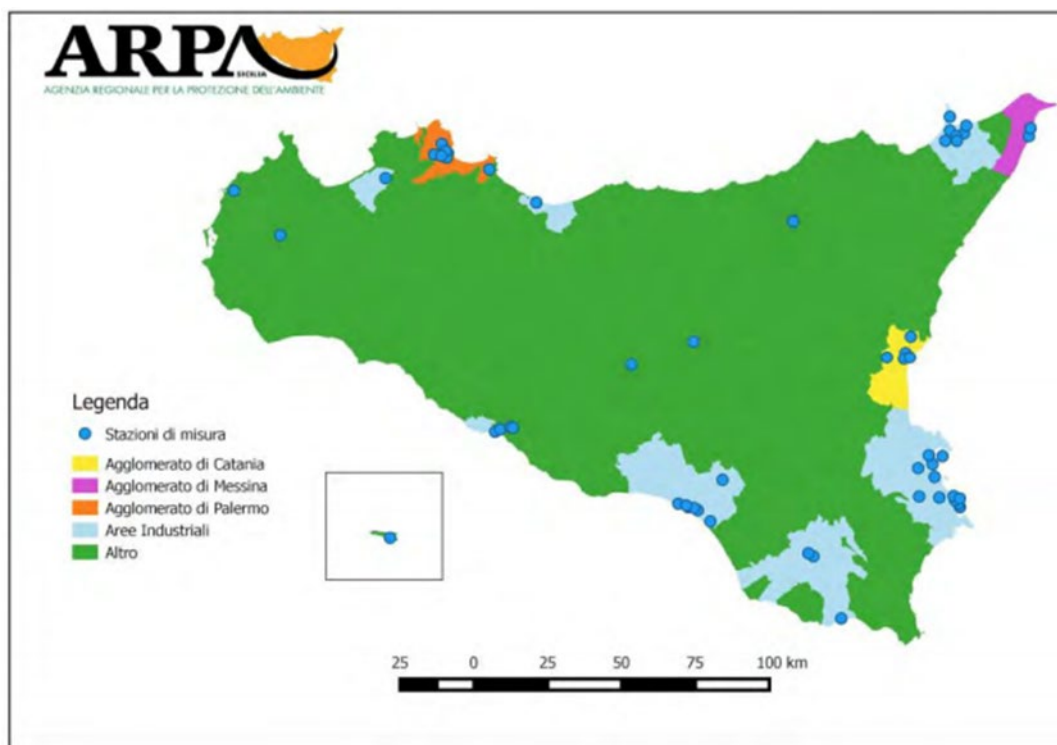 ARPA
SICILIA
AGENZIA REGIONALE PER LA PROTEZIONE DELL'AMBIENTE
Legenda
Stazioni di misura
Agglomerato di Catania
Agglomerato di Messina
Agglomerato di Palermo
Aree Industriali
Altro
25 0 25 50 75 100 km